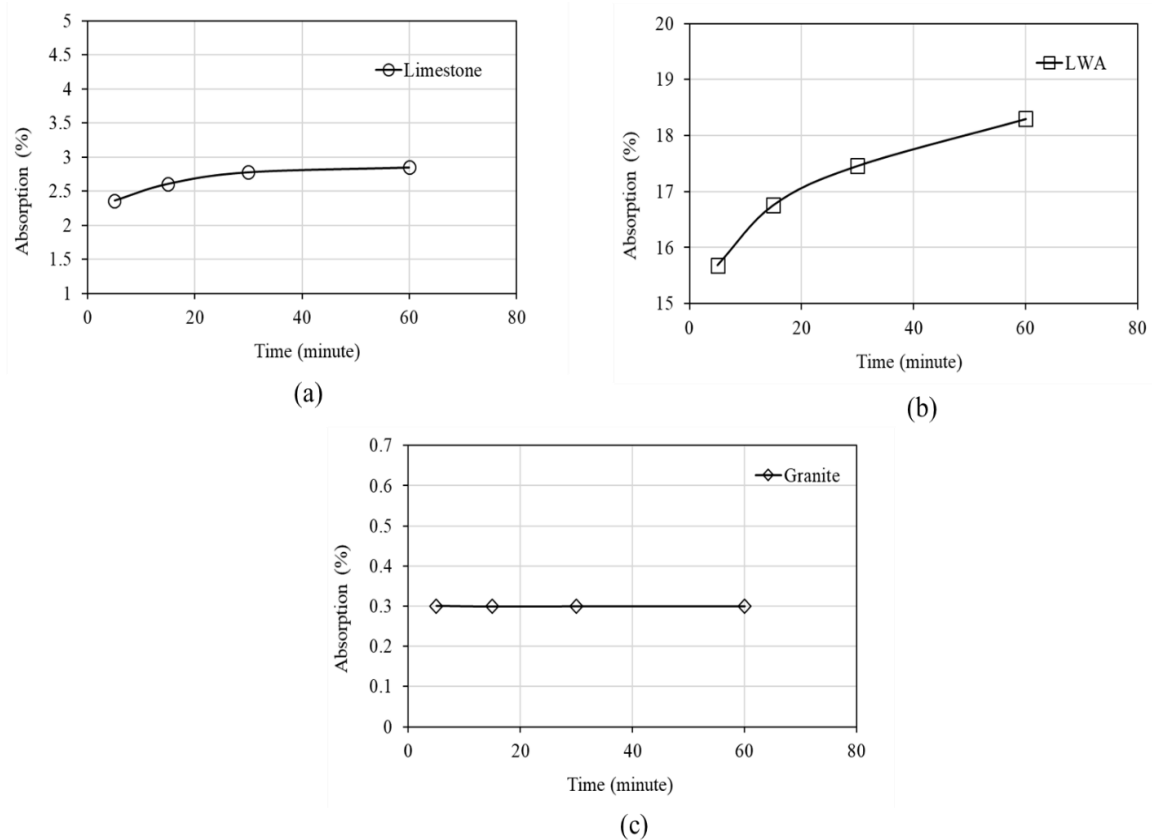 5
4.5
4
3.5
3
2.5
2
1.5
1
Absorption (%)
Limestone
0 20 40 60 80
Time (minute)
(a)
20
19
18
17
16
15
Absorption (%)
LWA
0 20 40 60 80
Time (minute)
(b)
0.7
0.6
0.5
0.4
0.3
0.2
0.1
0
Absorption (%)
Granite
0 20 40 60 80
Time (minute)
(c)